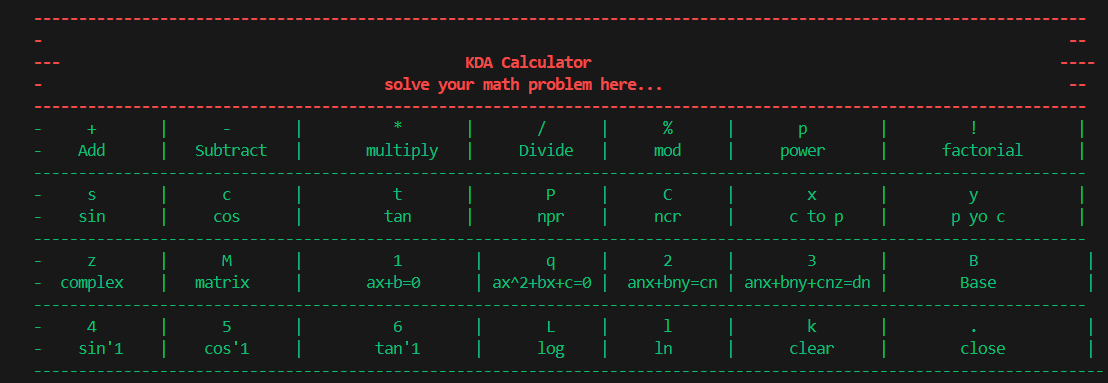 ------------------------------------------------------------------------------------------------------------------------
- --
--- KDA Calculator ----
- solve your math problem here... --
------------------------------------------------------------------------------------------------------------------------
- + | - | * | / | % | p | ! |
- Add | Subtract | multiply | Divide | mod | power | factorial |
------------------------------------------------------------------------------------------------------------------------
- s | c | t | P | C | x | y |
- sin | cos | tan | npr | ncr | c to p | p yo c |
------------------------------------------------------------------------------------------------------------------------
- z | M | 1 | q | 2 | 3 | B |
- complex | matrix | ax+b=0 | ax^2+bx+c=0 | anx+bny=cn | anx+bny+cnz=dn | Base |
------------------------------------------------------------------------------------------------------------------------
- 4 | 5 | 6 | L | l | k | . |
- sin'1 | cos'1 | tan'1 | log | ln | clear | close |
------------------------------------------------------------------------------------------------------------------------